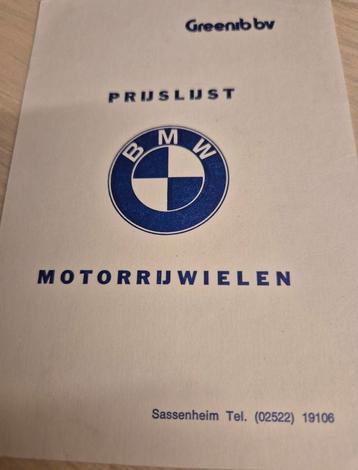 Greenib bv
PRIJSLIJST
BMW
MOTORRIJWIELEN
Sassenheim Tel. (02522) 19106